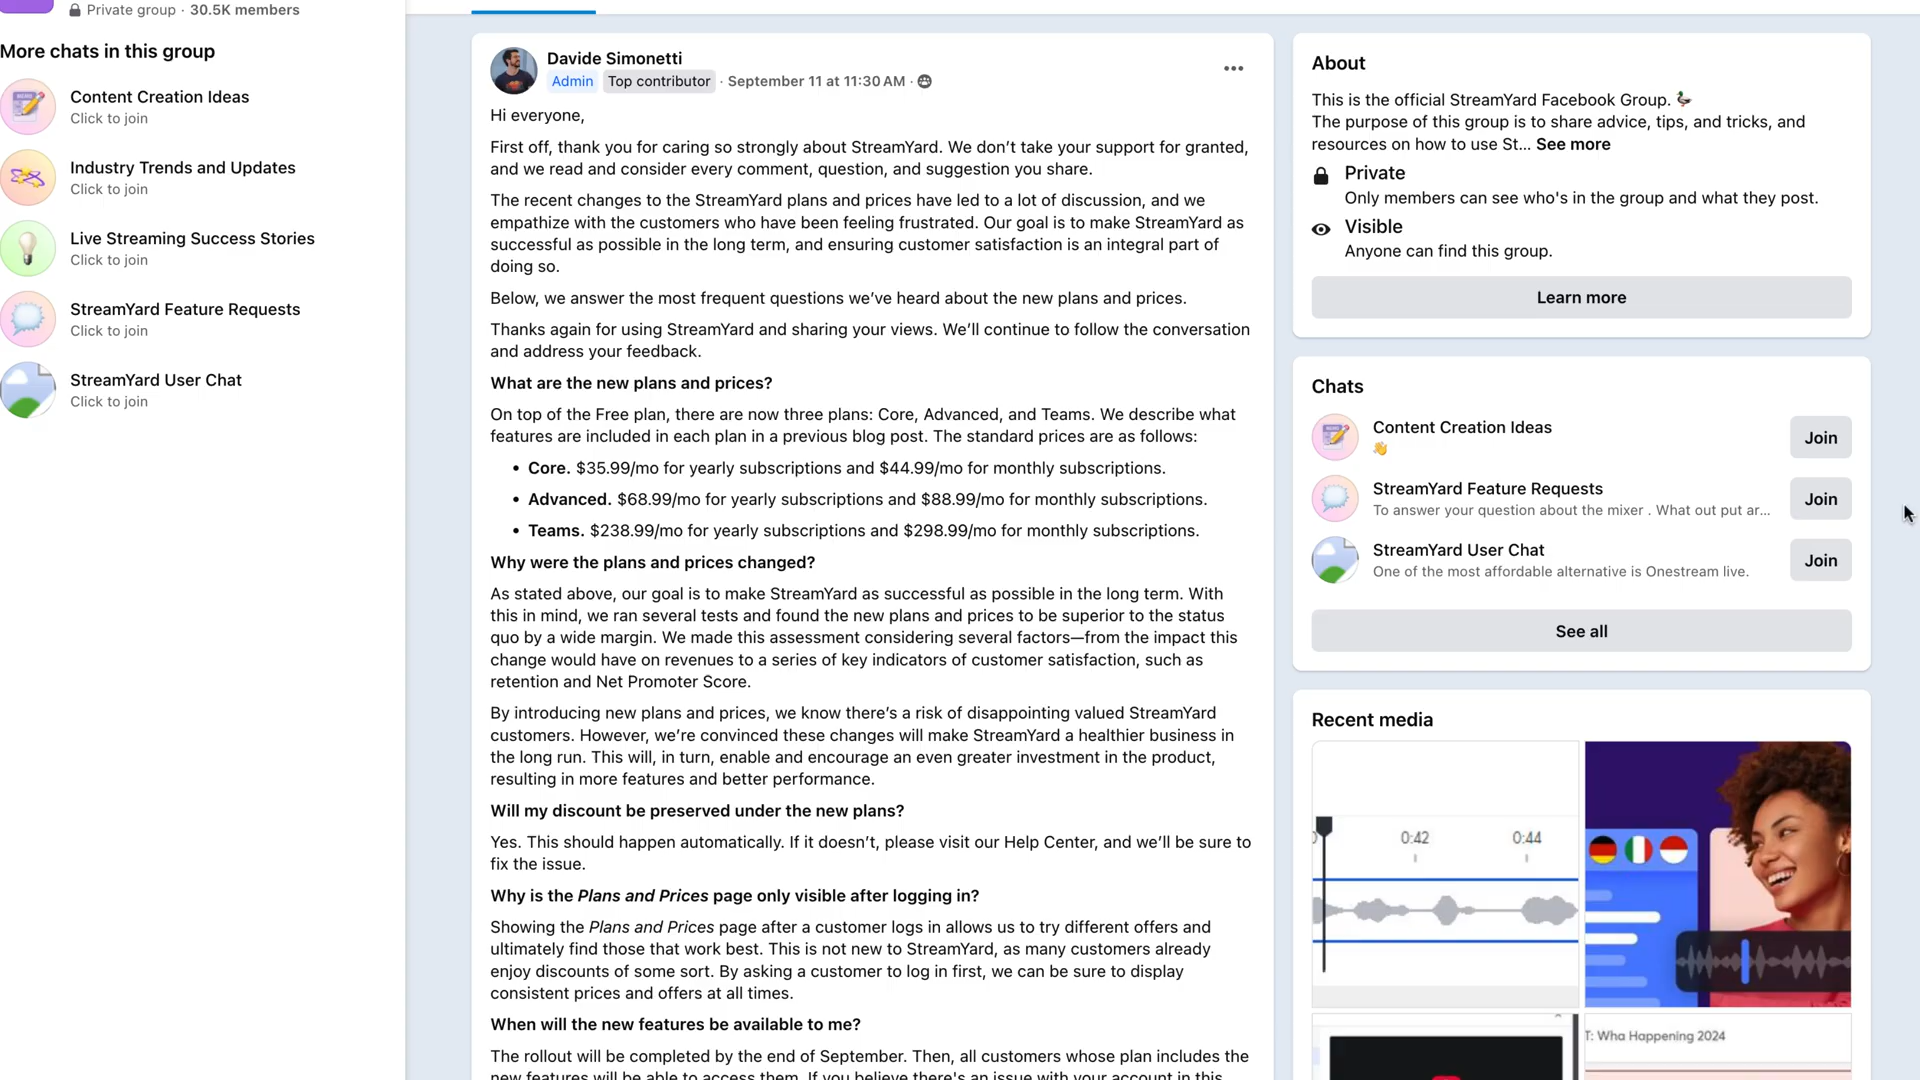 Private group · 30.5K members
More chats in this group
Content Creation Ideas
Click to join
Industry Trends and Updates
Click to join
Live Streaming Success Stories
Click to join
StreamYard Feature Requests
Click to join
StreamYard User Chat
Click to join
Davide Simonetti
Admin Top contributor · September 11 at 11:30 AM ·
Hi everyone,
First off, thank you for caring so strongly about StreamYard. We don’t take your support for granted,
and we read and consider every comment, question, and suggestion you share.
The recent changes to the StreamYard plans and prices have led to a lot of discussion, and we
empathize with the customers who have been feeling frustrated. Our goal is to make StreamYard as
successful as possible in the long term, and ensuring customer satisfaction is an integral part of
doing so.
Below, we answer the most frequent questions we’ve heard about the new plans and prices.
Thanks again for using StreamYard and sharing your views. We’ll continue to follow the conversation
and address your feedback.
What are the new plans and prices?
On top of the Free plan, there are now three plans: Core, Advanced, and Teams. We describe what
features are included in each plan in a previous blog post. The standard prices are as follows:
• Core. $35.99/mo for yearly subscriptions and $44.99/mo for monthly subscriptions.
• Advanced. $68.99/mo for yearly subscriptions and $88.99/mo for monthly subscriptions.
• Teams. $238.99/mo for yearly subscriptions and $298.99/mo for monthly subscriptions.
Why were the plans and prices changed?
As stated above, our goal is to make StreamYard as successful as possible in the long term. With
this in mind, we ran several tests and found the new plans and prices to be superior to the status
quo by a wide margin. We made this assessment considering several factors—from the impact this
change would have on revenues to a series of key indicators of customer satisfaction, such as
retention and Net Promoter Score.
By introducing new plans and prices, we know there’s a risk of disappointing valued StreamYard
customers. However, we’re convinced these changes will make StreamYard a healthier business in
the long run. This will, in turn, enable and encourage an even greater investment in the product,
resulting in more features and better performance.
Will my discount be preserved under the new plans?
Yes. This should happen automatically. If it doesn’t, please visit our Help Center, and we’ll be sure to
fix the issue.
Why is the Plans and Prices page only visible after logging in?
Showing the Plans and Prices page after a customer logs in allows us to try different offers and
ultimately find those that work best. This is not new to StreamYard, as many customers already
enjoy discounts of some sort. By asking a customer to log in first, we can be sure to display
consistent prices and offers at all times.
When will the new features be available to me?
The rollout will be completed by the end of September. Then, all customers whose plan includes the
new features will be able to access them. If you believe there's an issue with your account in this
About
This is the official StreamYard Facebook Group. 🦆
The purpose of this group is to share advice, tips, and tricks, and
resources on how to use St... See more
Private
Only members can see who's in the group and what they post.
Visible
Anyone can find this group.
Learn more
Chats
Content Creation Ideas
👋
Join
StreamYard Feature Requests
To answer your question about the mixer . What out put ar...
Join
StreamYard User Chat
One of the most affordable alternative is Onestream live.
Join
See all
Recent media
0:42 0:44
T: Wha Happening 2024